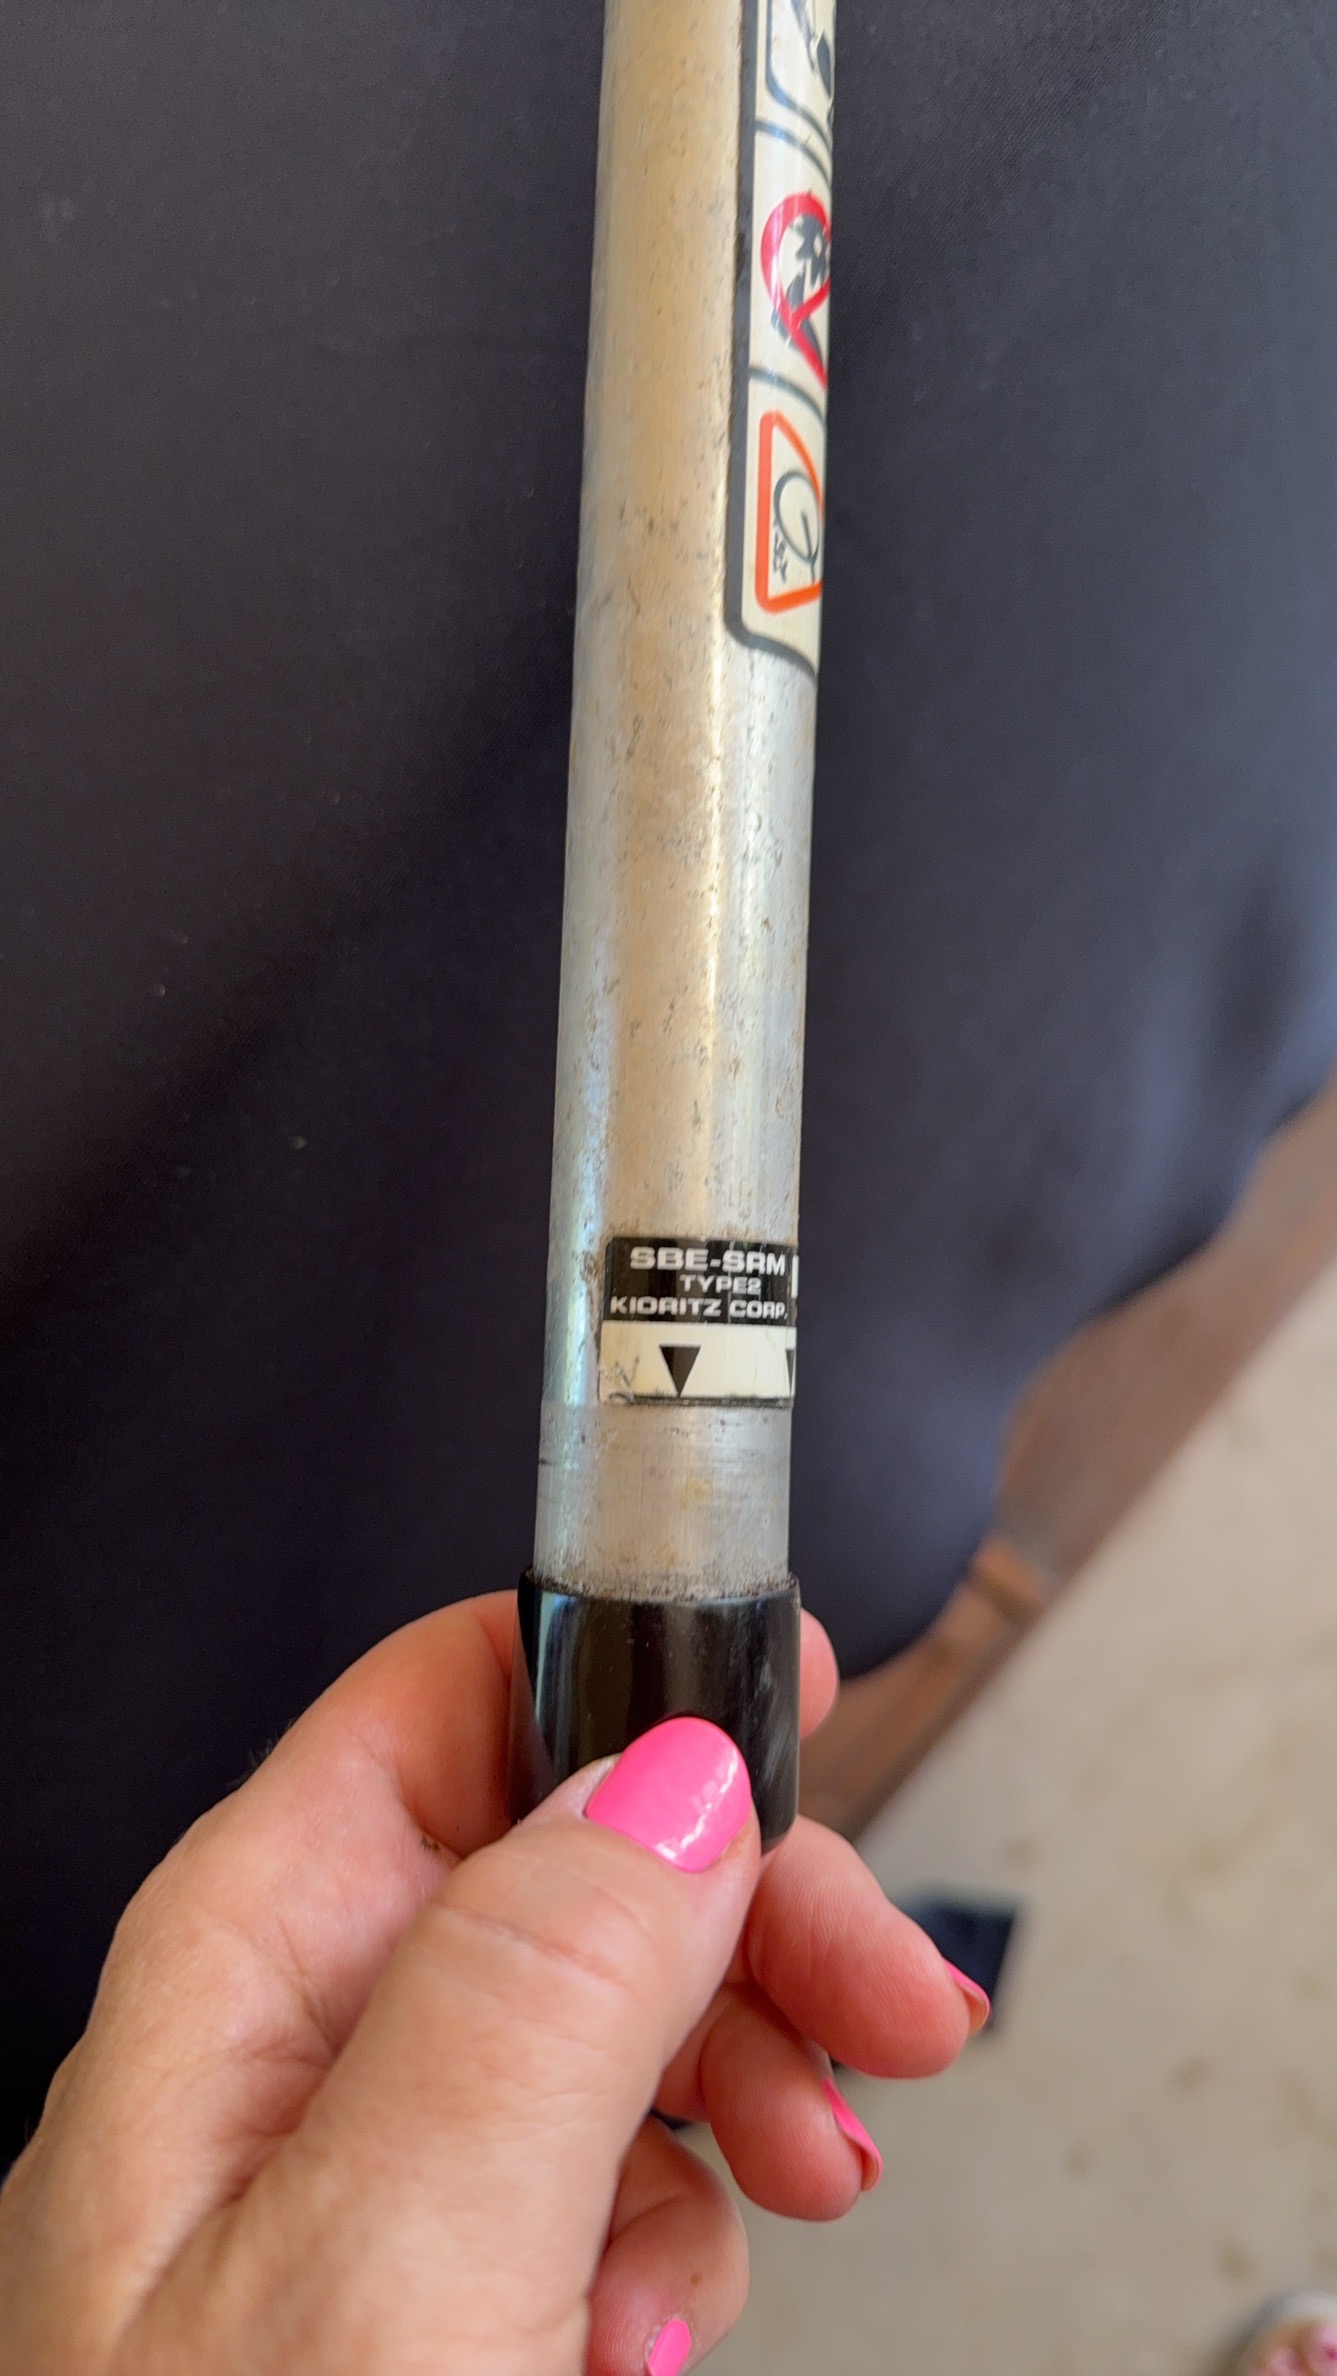 SBE-SRM
TYPE2
KIORITZ CORP.